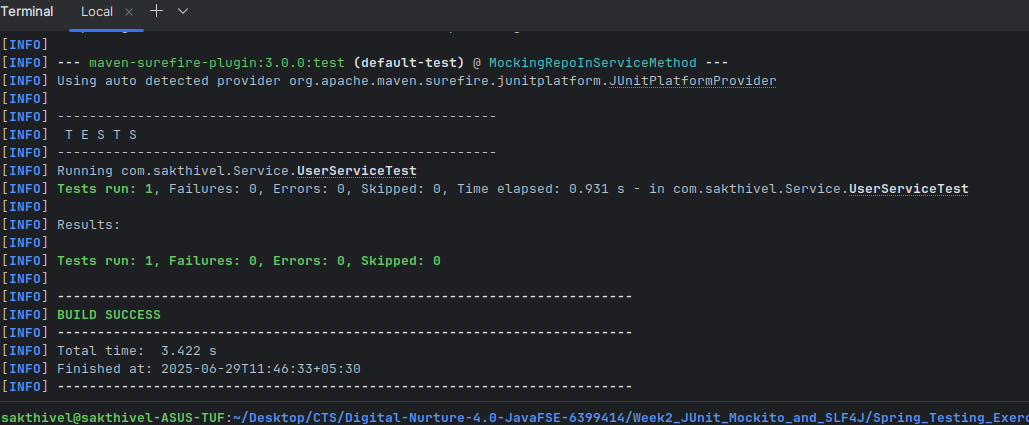 Terminal Local
[INFO]
[INFO] --- maven-surefire-plugin:3.0.0:test (default-test) @ MockingRepoInServiceMethod ---
[INFO] Using auto detected provider org.apache.maven.surefire.junitplatform.JUnitPlatformProvider
[INFO]
[INFO] -------------------------------------------------------
[INFO]  T E S T S
[INFO] -------------------------------------------------------
[INFO] Running com.sakthivel.Service.UserServiceTest
[INFO] Tests run: 1, Failures: 0, Errors: 0, Skipped: 0, Time elapsed: 0.931 s - in com.sakthivel.Service.UserServiceTest
[INFO]
[INFO] Results:
[INFO]
[INFO] Tests run: 1, Failures: 0, Errors: 0, Skipped: 0
[INFO]
[INFO] ------------------------------------------------------------------------
[INFO] BUILD SUCCESS
[INFO] ------------------------------------------------------------------------
[INFO] Total time:  3.422 s
[INFO] Finished at: 2025-06-29T11:46:33+05:30
[INFO] ------------------------------------------------------------------------
sakthivel@sakthivel-ASUS-TUF:~/Desktop/CTS/Digital-Nurture-4.0-JavaFSE-6399414/Week2_JUnit_Mockito_and_SLF4J/Spring_Testing_Exerc